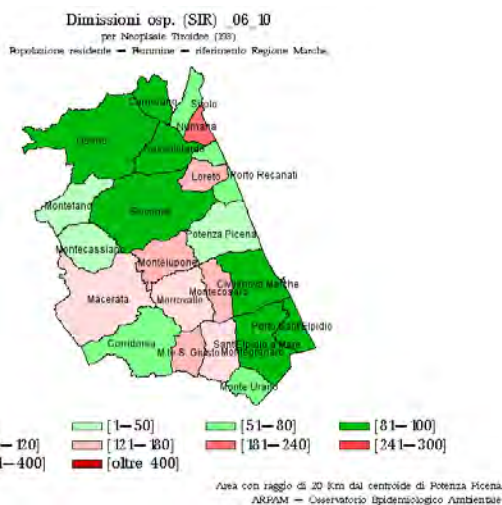 Dimissioni osp. (SIR) _06_10
per Neoplasie Tiroidee (193)
Popolazione residente — Femmine — riferimento Regione Marche,
Camerano
Sirolo
Numana
Osimo
Castelfidardo
Loreto
Porto Recanati
Recanati
Montefano
Potenza Picena
Montecassiano
Montelupone
Civitanova Marche
Montecosaro
Macerata
Morrovalle
Porto Sant'Elpidio
Corridonia
Sant'Elpidio a Mare
M.te S. Giusto
Montegranaro
Monte Urano
[1—50]
[51—80]
[81—100]
—120]
[121—180]
[181—240]
[241—300]
—400]
[oltre 400]
Area con raggio di 20 Km dal centroide di Potenza Picena
ARPAM — Osservatorio Epidemiologico Ambientale